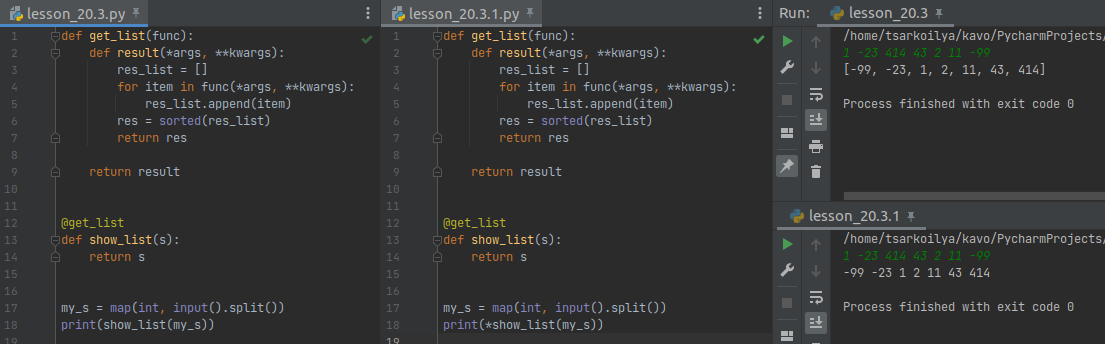 lesson_20.3.py
1 def get_list(func):
2     def result(*args, **kwargs):
3         res_list = []
4         for item in func(*args, **kwargs):
5             res_list.append(item)
6         res = sorted(res_list)
7         return res
8
9     return result
10
11
12 @get_list
13 def show_list(s):
14     return s
15
16
17 my_s = map(int, input().split())
18 print(show_list(my_s))
19
lesson_20.3.1.py
1 def get_list(func):
2     def result(*args, **kwargs):
3         res_list = []
4         for item in func(*args, **kwargs):
5             res_list.append(item)
6         res = sorted(res_list)
7         return res
8
9     return result
10
11
12 @get_list
13 def show_list(s):
14     return s
15
16
17 my_s = map(int, input().split())
18 print(*show_list(my_s))
19
Run: lesson_20.3
/home/tsarkoilya/kavo/PycharmProjects/
1 -23 414 43 2 11 -99
[-99, -23, 1, 2, 11, 43, 414]
Process finished with exit code 0
lesson_20.3.1
/home/tsarkoilya/kavo/PycharmProjects/
1 -23 414 43 2 11 -99
-99 -23 1 2 11 43 414
Process finished with exit code 0